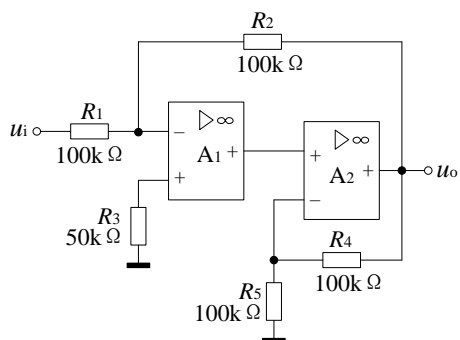 R2
100k Ω
R1
ui
100k Ω
− ▷ ∞
A1 +
+
R3
50k Ω
▷ ∞
+
A2 +
−
uo
R4
100k Ω
R5
100k Ω